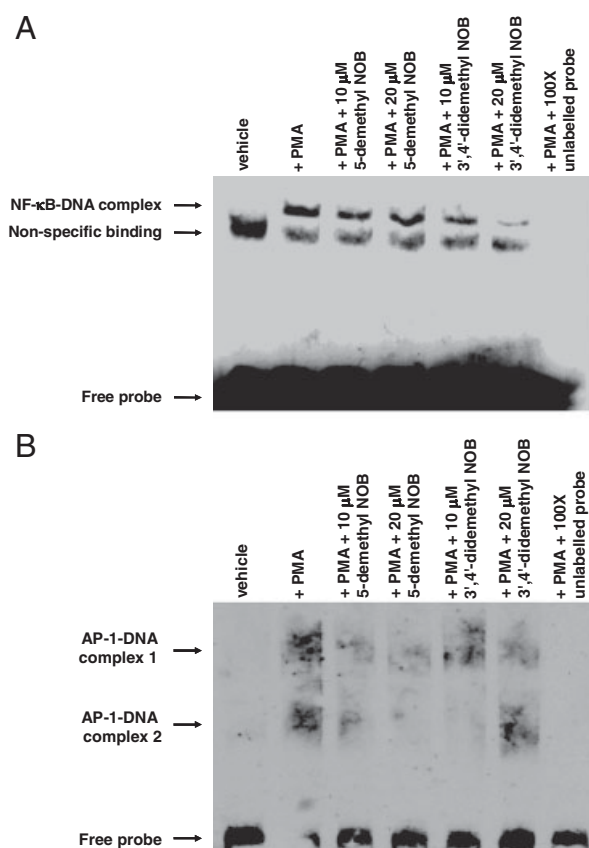 A
vehicle
+ PMA
+ PMA + 10 µM
5-demethyl NOB
+ PMA + 20 µM
5-demethyl NOB
+ PMA + 10 µM
3',4'-didemethyl NOB
+ PMA + 20 µM
3',4'-didemethyl NOB
+ PMA + 100X
unlabelled probe
NF-κB-DNA complex
Non-specific binding
Free probe
B
vehicle
+ PMA
+ PMA + 10 µM
5-demethyl NOB
+ PMA + 20 µM
5-demethyl NOB
+ PMA + 10 µM
3',4'-didemethyl NOB
+ PMA + 20 µM
3',4'-didemethyl NOB
+ PMA + 100X
unlabelled probe
AP-1-DNA
complex 1
AP-1-DNA
complex 2
Free probe